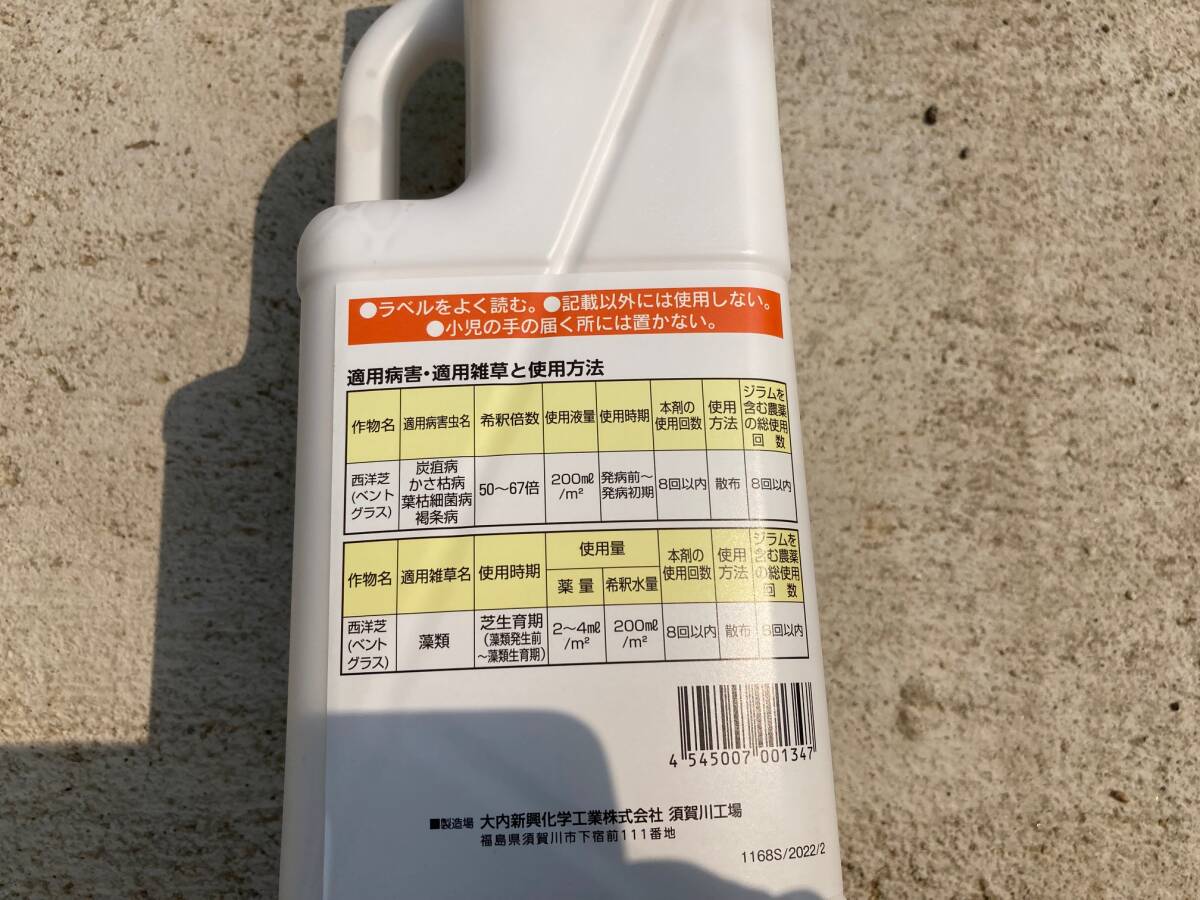 ●ラベルをよく読む。●記載以外には使用しない。
●小児の手の届く所には置かない。
適用病害・適用雑草と使用方法
作物名 適用病害虫名 希釈倍数 使用液量 使用時期 本剤の使用回数 使用方法 ジラムを含む農薬の総使用回数
西洋芝(ベントグラス) 炭疽病 かさ枯病 葉枯細菌病 褐条病 50〜67倍 200㎖/m² 発病前〜発病初期 8回以内 散布 8回以内
作物名 適用雑草名 使用時期 使用量 薬量 希釈水量 本剤の使用回数 使用方法 ジラムを含む農薬の総使用回数
西洋芝(ベントグラス) 藻類 芝生育期(藻類発生前〜藻類生育期) 2〜4㎖/m² 200㎖/m² 8回以内 散布 8回以内
4 545007 001347
■製造場 大内新興化学工業株式会社 須賀川工場
福島県須賀川市下宿前111番地
1168S/2022/2